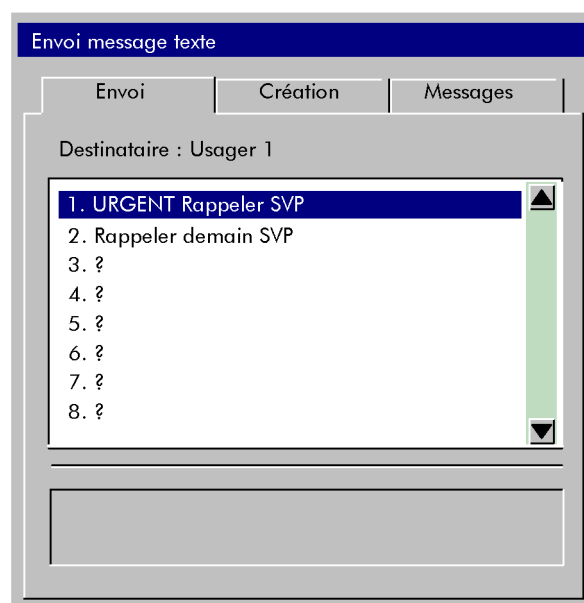 Envoi message texte
Envoi Création Messages
Destinataire : Usager 1
1. URGENT Rappeler SVP
2. Rappeler demain SVP
3. ?
4. ?
5. ?
6. ?
7. ?
8. ?